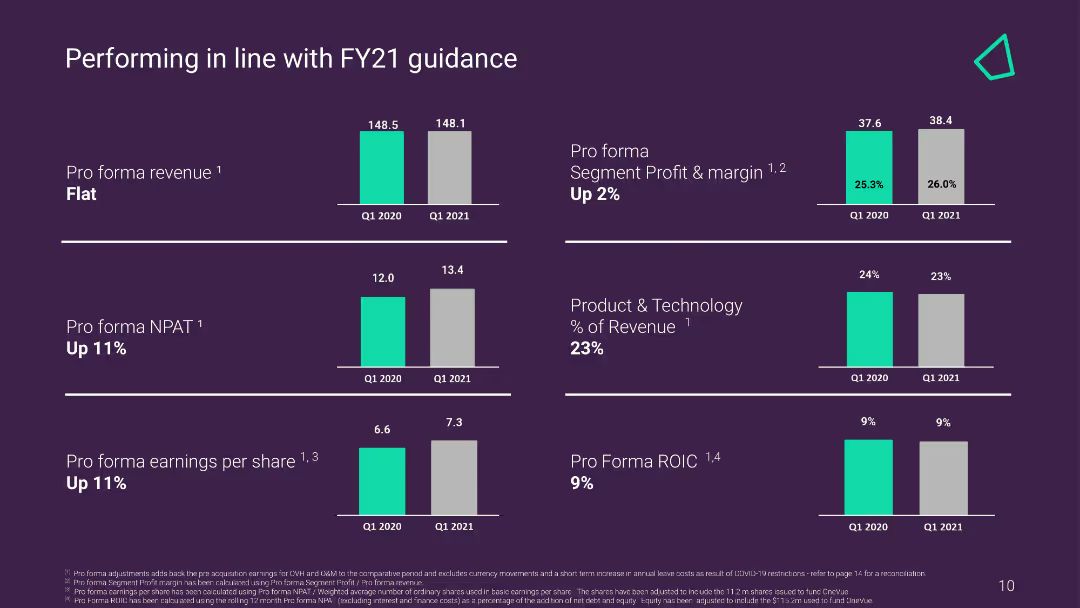 Performing in line with FY21 guidance
Pro forma revenue 1
Flat
148.5 148.1
Q1 2020 Q1 2021
Pro forma
Segment Profit & margin 1, 2
Up 2%
37.6 38.4
25.3% 26.0%
Q1 2020 Q1 2021
Pro forma NPAT 1
Up 11%
12.0 13.4
Q1 2020 Q1 2021
Product & Technology
% of Revenue 1
23%
24% 23%
Q1 2020 Q1 2021
Pro forma earnings per share 1, 3
Up 11%
6.6 7.3
Q1 2020 Q1 2021
Pro Forma ROIC 1,4
9%
9% 9%
Q1 2020 Q1 2021
[1] Pro forma adjustments adds back the pre acquisition earnings for OVH and O&M to the comparative period and excludes currency movements and a short term increase in annual leave costs as result of COVID-19 restrictions - refer to page 14 for a reconciliation.
[2] Pro forma Segment Profit margin has been calculated using Pro forma Segment Profit / Pro forma revenue.
[3] Pro forma earnings per share has been calculated using Pro forma NPAT / Weighted average number of ordinary shares used in basic earnings per share. The shares have been adjusted to include the 11.2 m shares issued to fund OneVue
[4] Pro Forma ROIC has been calculated using the rolling 12 month Pro forma NPAT (excluding interest and finance costs) as a percentage of the addition of net debt and equity. Equity has been adjusted to include the $115.2m used to fund OneVue.
10